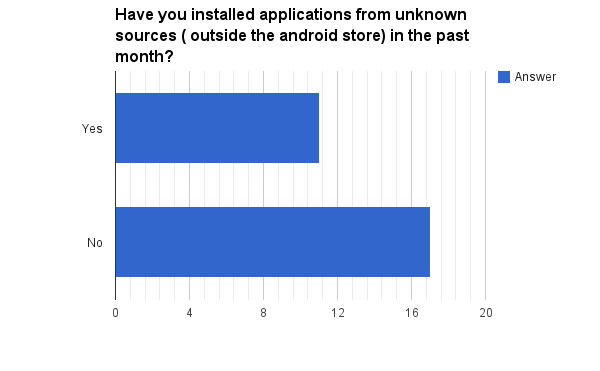 Have you installed applications from unknown
sources ( outside the android store) in the past
month?
Answer
Yes
No
0 4 8 12 16 20